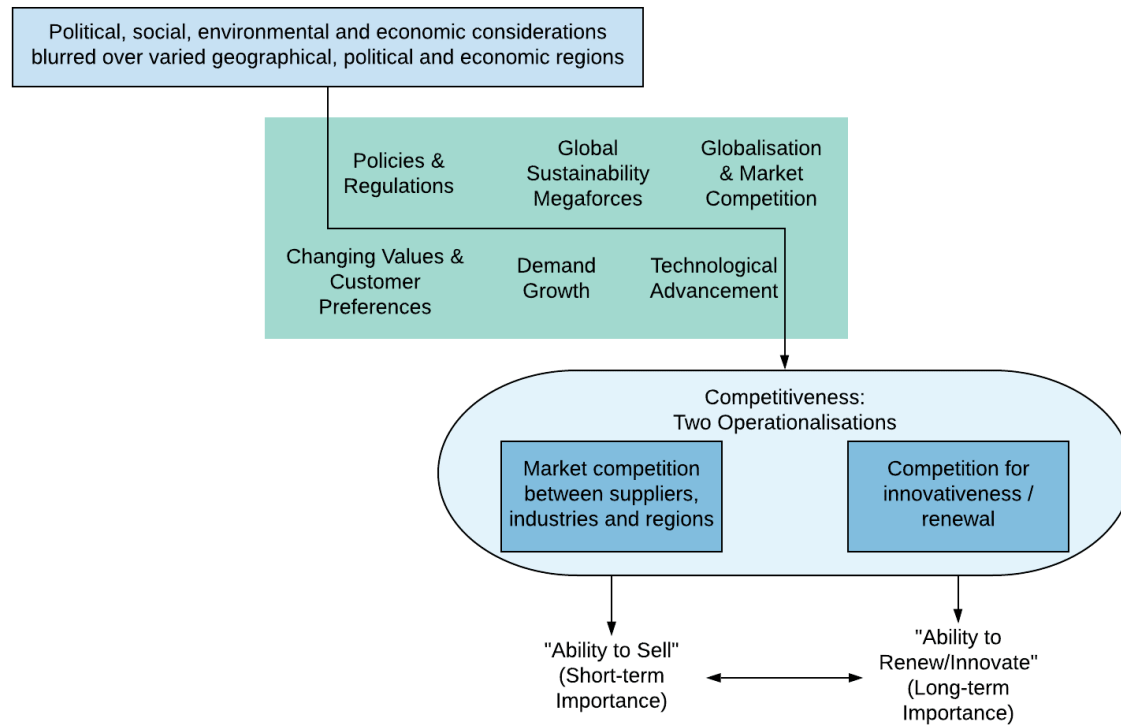 Political, social, environmental and economic considerations
blurred over varied geographical, political and economic regions
Policies &
Regulations
Global
Sustainability
Megaforces
Globalisation
& Market
Competition
Changing Values &
Customer
Preferences
Demand
Growth
Technological
Advancement
Competitiveness:
Two Operationalisations
Market competition
between suppliers,
industries and regions
Competition for
innovativeness /
renewal
"Ability to Sell"
(Short-term
Importance)
"Ability to
Renew/Innovate"
(Long-term
Importance)